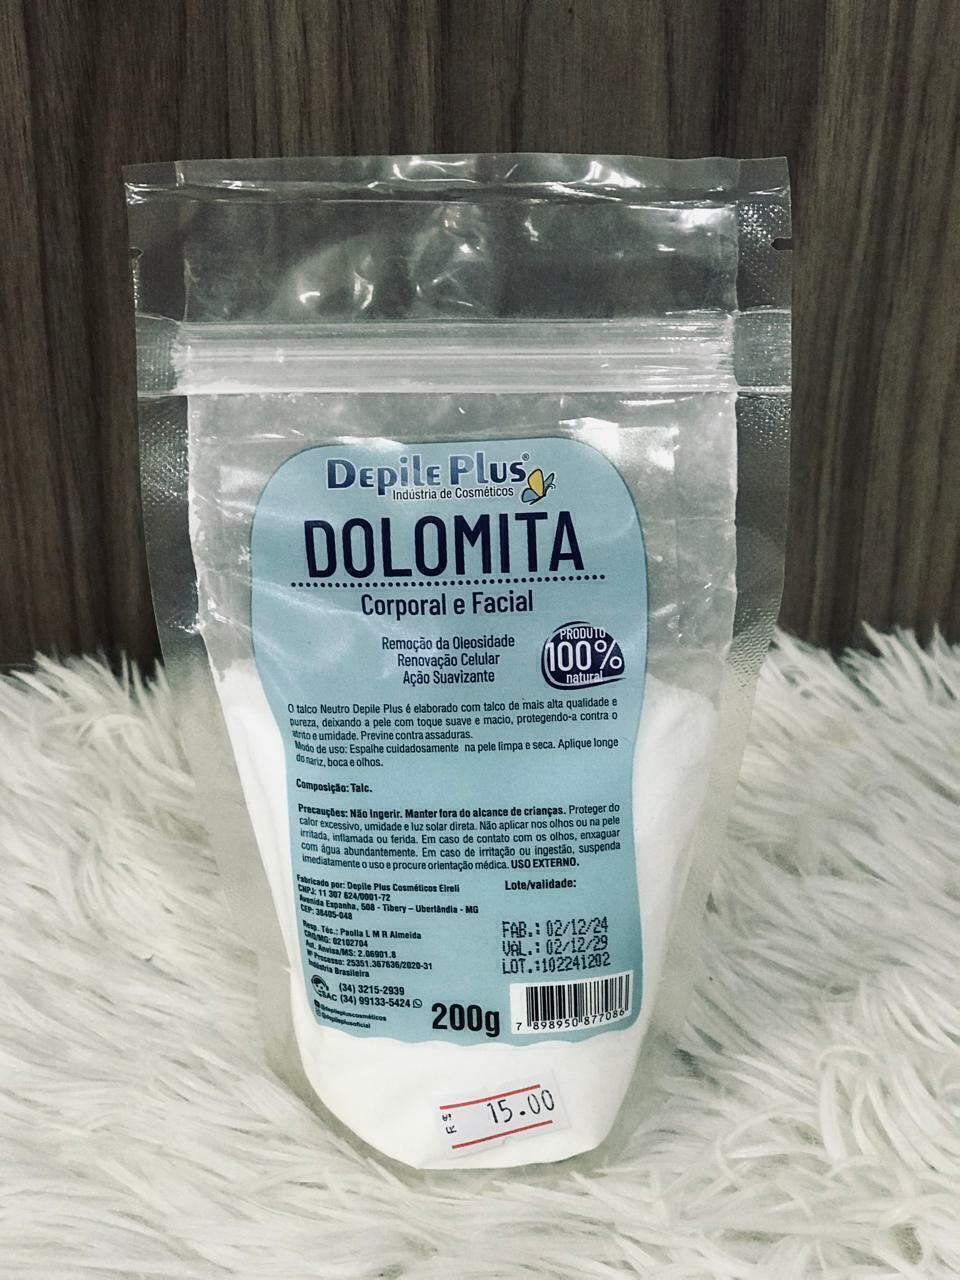 Depile Plus®
Indústria de Cosméticos
DOLOMITA
Corporal e Facial
Remoção da Oleosidade
Renovação Celular
Ação Suavizante
PRODUTO
100%
natural
O talco Neutro Depile Plus é elaborado com talco de mais alta qualidade e
pureza, deixando a pele com toque suave e macio, protegendo-a contra o
atrito e umidade. Previne contra assaduras.
Modo de uso: Espalhe cuidadosamente na pele limpa e seca. Aplique longe
do nariz, boca e olhos.
Composição: Talc.
Precauções: Não Ingerir. Manter fora do alcance de crianças. Proteger do
calor excessivo, umidade e luz solar direta. Não aplicar nos olhos ou na pele
irritada, inflamada ou ferida. Em caso de contato com os olhos, enxaguar
com água abundantemente. Em caso de irritação ou ingestão, suspenda
imediatamente o uso e procure orientação médica. USO EXTERNO.
Fabricado por: Depile Plus Cosméticos Eireli
CNPJ: 11 307 624/0001-72
Avenida Espanha, 508 - Tibery – Uberlândia - MG
CEP: 38405-048
Resp. Téc.: Paolla L M R Almeida
CRQ/MG: 02102704
Aut. Anvisa/MS: 2.06901.8
Nº Processo: 25351.367636/2020-31
Indústria Brasileira
SAC (34) 3215-2939
(34) 99133-5424
@depilepluscosméticos
@depileplusoficial
Lote/validade:
FAB.: 02/12/24
VAL.: 02/12/29
LOT.:102241202
200g
7 898950 877086
15.00